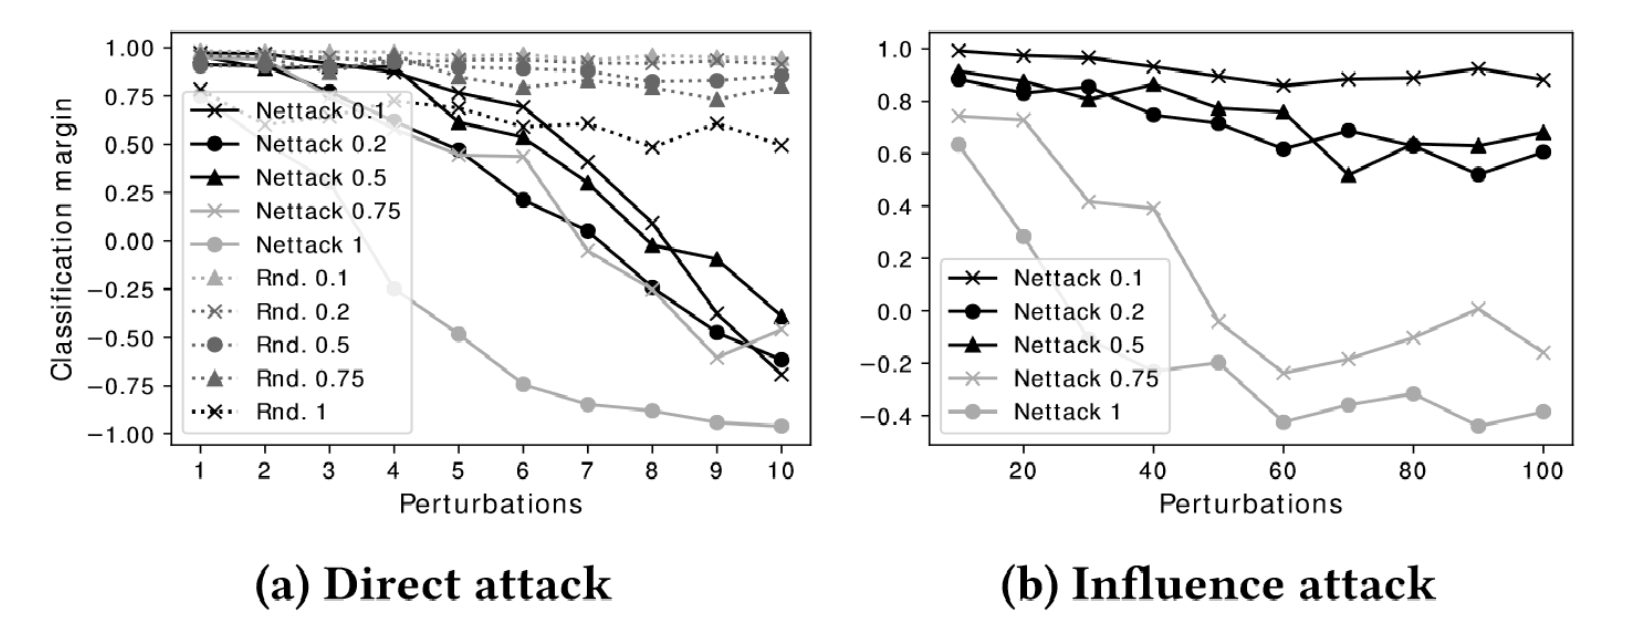 Classification margin
1.00
0.75
0.50
0.25
0.00
−0.25
−0.50
−0.75
−1.00
Nettack 0.1
Nettack 0.2
Nettack 0.5
Nettack 0.75
Nettack 1
Rnd. 0.1
Rnd. 0.2
Rnd. 0.5
Rnd. 0.75
Rnd. 1
1 2 3 4 5 6 7 8 9 10
Perturbations
(a) Direct attack
1.0
0.8
0.6
0.4
0.2
0.0
−0.2
−0.4
Nettack 0.1
Nettack 0.2
Nettack 0.5
Nettack 0.75
Nettack 1
20 40 60 80 100
Perturbations
(b) Influence attack